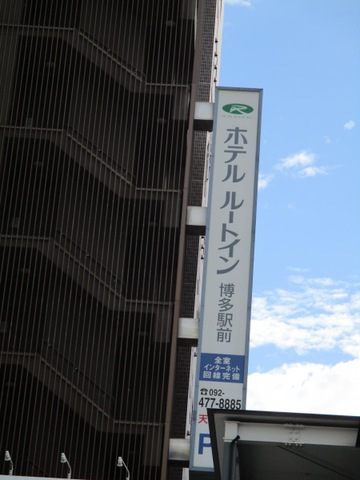 R
ホテル ルートイン
博多駅前
全室
インターネット
回線完備
☎092-
477-8885
天
P